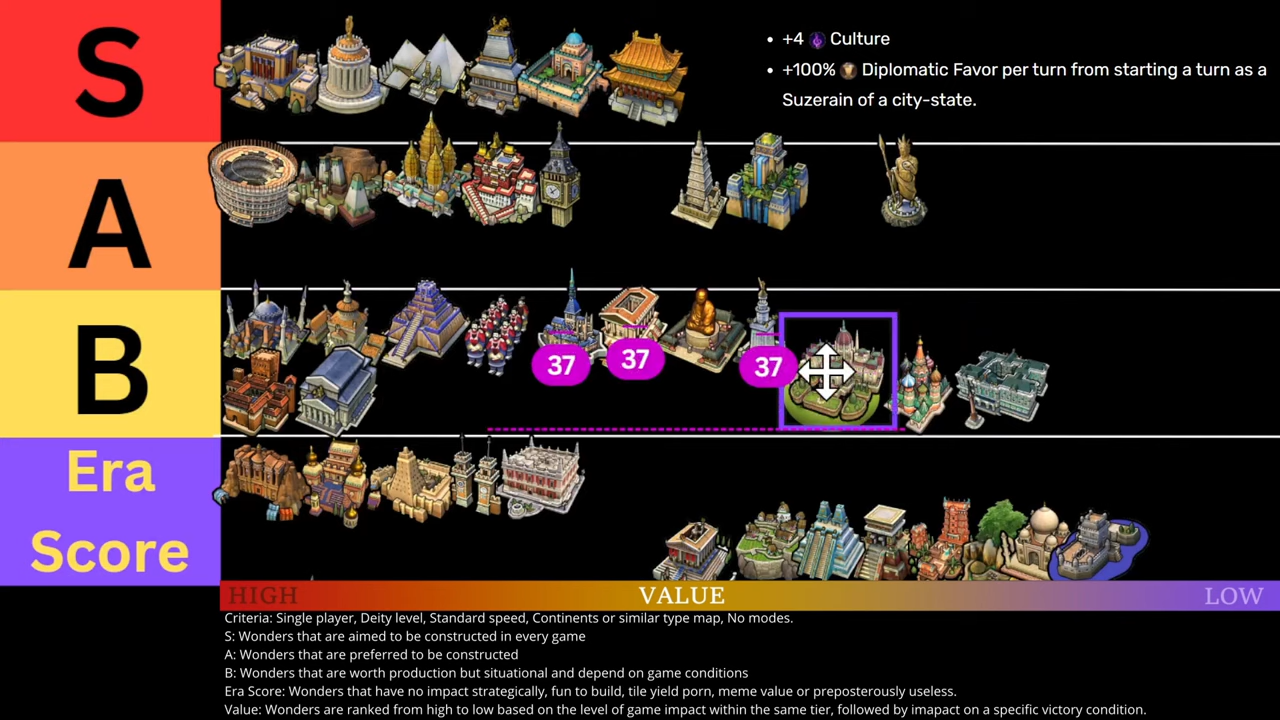 S
• +4 Culture
• +100% Diplomatic Favor per turn from starting a turn as a
Suzerain of a city-state.
A
B
37
37
37
Era
Score
HIGH
VALUE
LOW
Criteria: Single player, Deity level, Standard speed, Continents or similar type map, No modes.
S: Wonders that are aimed to be constructed in every game
A: Wonders that are preferred to be constructed
B: Wonders that are worth production but situational and depend on game conditions
Era Score: Wonders that have no impact strategically, fun to build, tile yield porn, meme value or preposterously useless.
Value: Wonders are ranked from high to low based on the level of game impact within the same tier, followed by imapact on a specific victory condition.